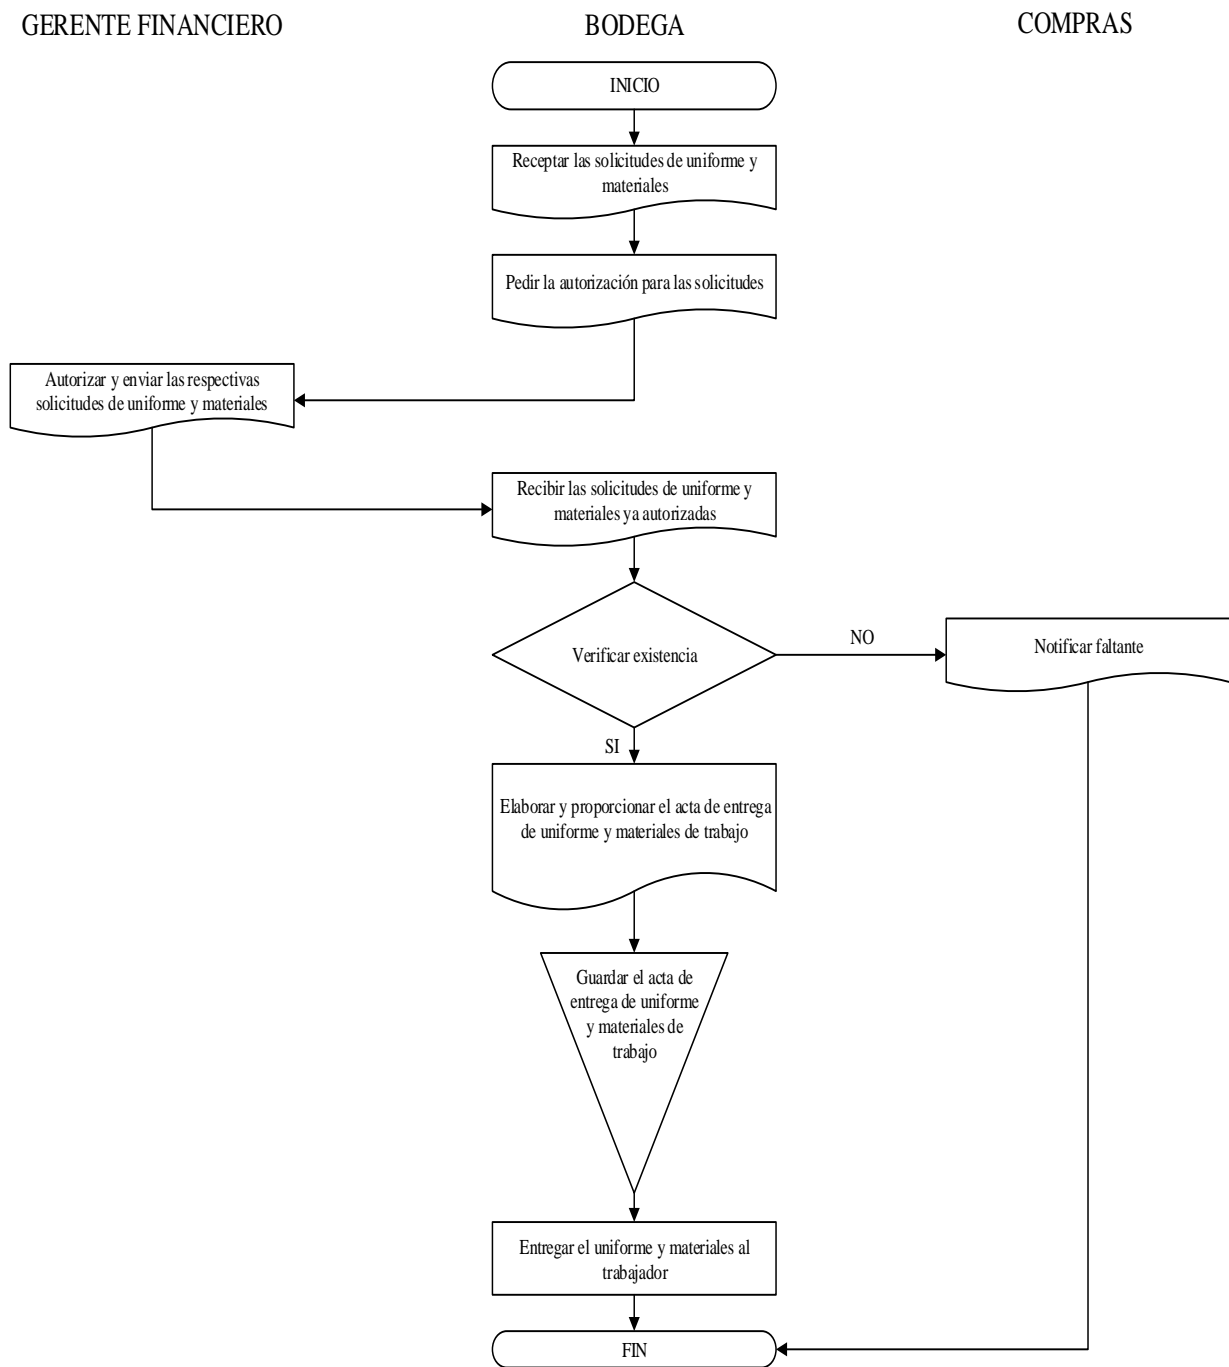 GERENTE FINANCIERO
BODEGA
COMPRAS
INICIO
Receptar las solicitudes de uniforme y
materiales
Pedir la autorización para las solicitudes
Autorizar y enviar las respectivas
solicitudes de uniforme y materiales
Recibir las solicitudes de uniforme y
materiales ya autorizadas
Verificar existencia
NO
Notificar faltante
SI
Elaborar y proporcionar el acta de entrega
de uniforme y materiales de trabajo
Guardar el acta de
entrega de uniforme
y materiales de
trabajo
Entregar el uniforme y materiales al
trabajador
FIN